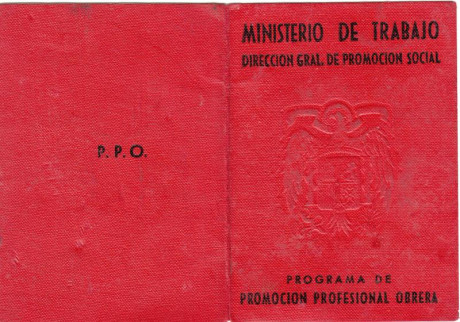 P. P. O.
MINISTERIO DE TRABAJO
DIRECCION GRAL. DE PROMOCION SOCIAL
PROGRAMA DE
PROMOCION PROFESIONAL OBRERA